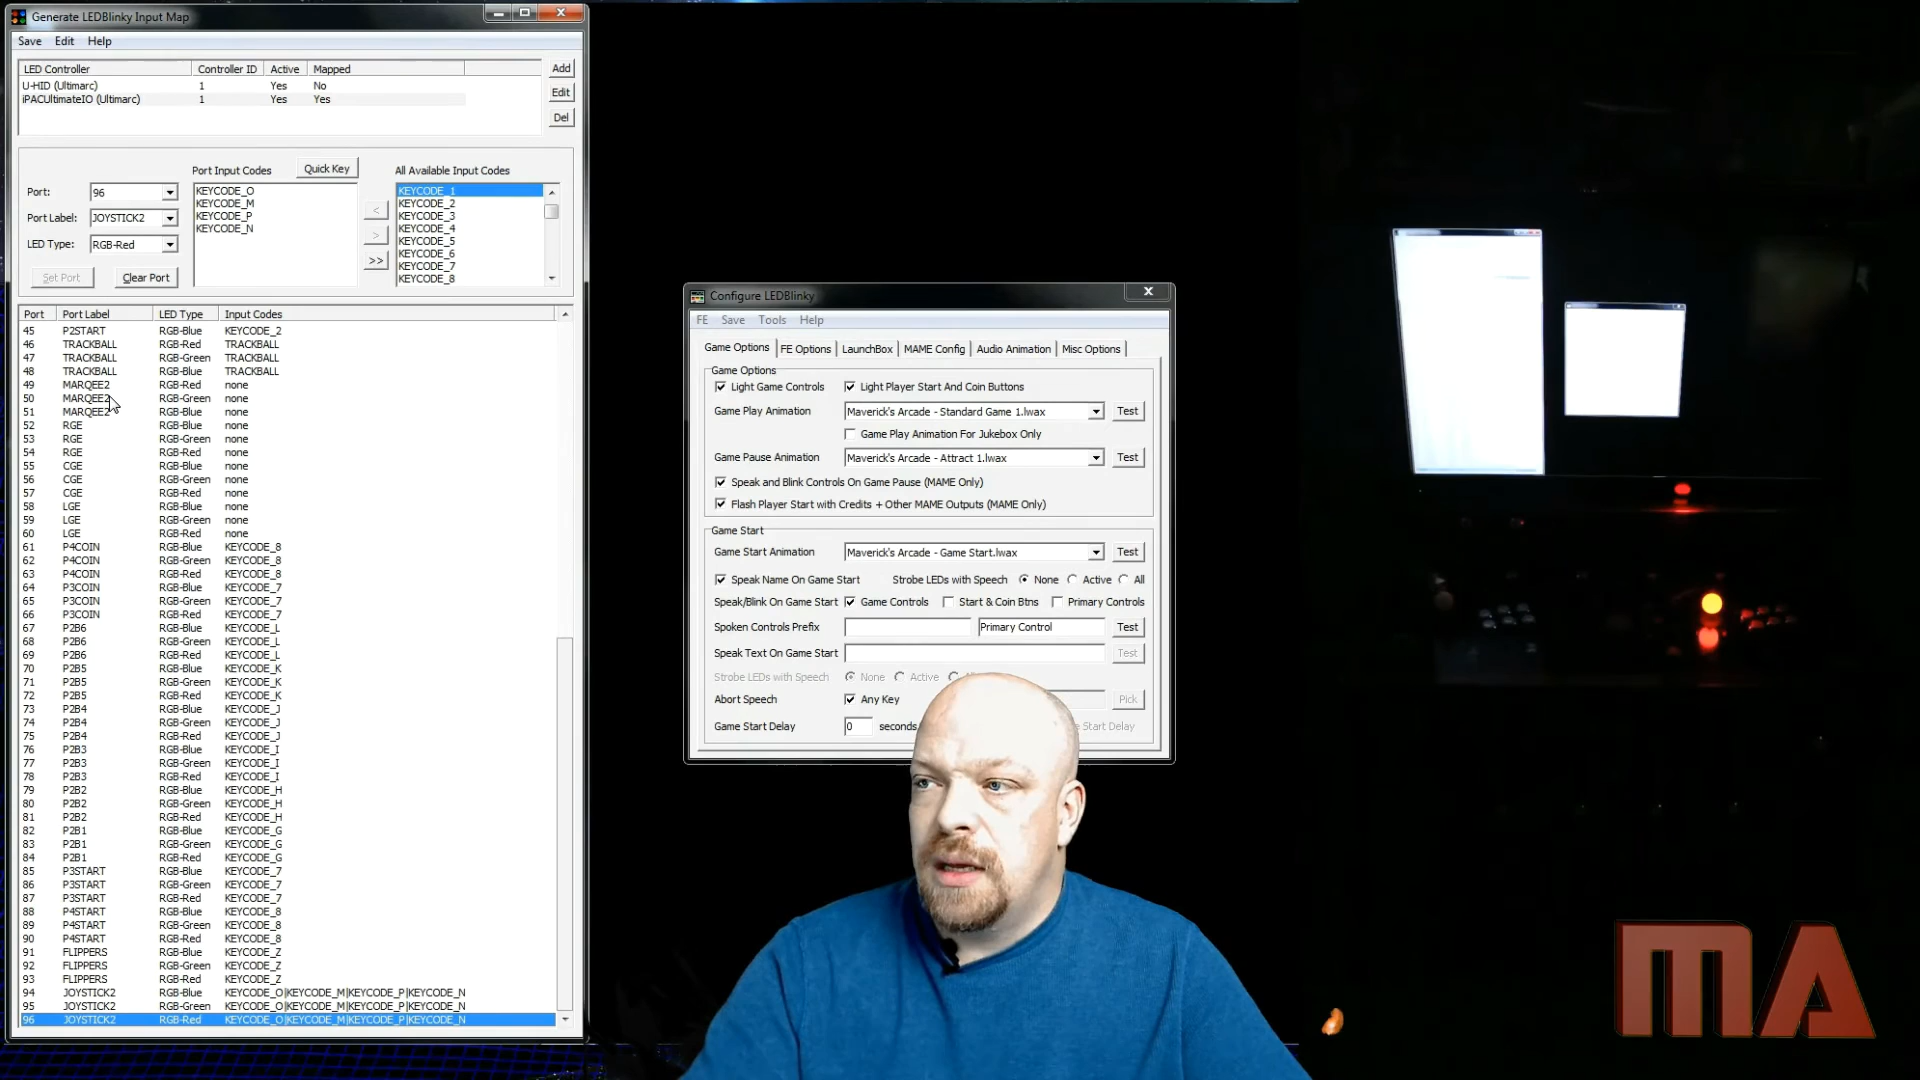 Generate LEDBlinky Input Map
Save Edit Help
LED Controller Controller ID Active Mapped
U-HID (Ultimarc) 1 Yes No
iPACUltimateIO (Ultimarc) 1 Yes Yes
Add
Edit
Del
Port Input Codes Quick Key All Available Input Codes
Port: 96
Port Label: JOYSTICK2
LED Type: RGB-Red
Set Port Clear Port
KEYCODE_O
KEYCODE_M
KEYCODE_P
KEYCODE_N
<
>
>>
KEYCODE_1
KEYCODE_2
KEYCODE_3
KEYCODE_4
KEYCODE_5
KEYCODE_6
KEYCODE_7
KEYCODE_8
Port Port Label LED Type Input Codes
45 P2START RGB-Blue KEYCODE_2
46 TRACKBALL RGB-Red TRACKBALL
47 TRACKBALL RGB-Green TRACKBALL
48 TRACKBALL RGB-Blue TRACKBALL
49 MARQEE2 RGB-Red none
50 MARQEE2 RGB-Green none
51 MARQEE2 RGB-Blue none
52 RGE RGB-Blue none
53 RGE RGB-Green none
54 RGE RGB-Red none
55 CGE RGB-Blue none
56 CGE RGB-Green none
57 CGE RGB-Red none
58 LGE RGB-Blue none
59 LGE RGB-Green none
60 LGE RGB-Red none
61 P4COIN RGB-Blue KEYCODE_8
62 P4COIN RGB-Green KEYCODE_8
63 P4COIN RGB-Red KEYCODE_8
64 P3COIN RGB-Blue KEYCODE_7
65 P3COIN RGB-Green KEYCODE_7
66 P3COIN RGB-Red KEYCODE_7
67 P2B6 RGB-Blue KEYCODE_L
68 P2B6 RGB-Green KEYCODE_L
69 P2B6 RGB-Red KEYCODE_L
70 P2B5 RGB-Blue KEYCODE_K
71 P2B5 RGB-Green KEYCODE_K
72 P2B5 RGB-Red KEYCODE_K
73 P2B4 RGB-Blue KEYCODE_J
74 P2B4 RGB-Green KEYCODE_J
75 P2B4 RGB-Red KEYCODE_J
76 P2B3 RGB-Blue KEYCODE_I
77 P2B3 RGB-Green KEYCODE_I
78 P2B3 RGB-Red KEYCODE_I
79 P2B2 RGB-Blue KEYCODE_H
80 P2B2 RGB-Green KEYCODE_H
81 P2B2 RGB-Red KEYCODE_H
82 P2B1 RGB-Blue KEYCODE_G
83 P2B1 RGB-Green KEYCODE_G
84 P2B1 RGB-Red KEYCODE_G
85 P3START RGB-Blue KEYCODE_7
86 P3START RGB-Green KEYCODE_7
87 P3START RGB-Red KEYCODE_7
88 P4START RGB-Blue KEYCODE_8
89 P4START RGB-Green KEYCODE_8
90 P4START RGB-Red KEYCODE_8
91 FLIPPERS RGB-Blue KEYCODE_Z
92 FLIPPERS RGB-Green KEYCODE_Z
93 FLIPPERS RGB-Red KEYCODE_Z
94 JOYSTICK2 RGB-Blue KEYCODE_O|KEYCODE_M|KEYCODE_P|KEYCODE_N
95 JOYSTICK2 RGB-Green KEYCODE_O|KEYCODE_M|KEYCODE_P|KEYCODE_N
96 JOYSTICK2 RGB-Red KEYCODE_O|KEYCODE_M|KEYCODE_P|KEYCODE_N
Configure LEDBlinky
FE Save Tools Help
Game Options FE Options LaunchBox MAME Config Audio Animation Misc Options
Game Options
Light Game Controls Light Player Start And Coin Buttons
Game Play Animation Maverick's Arcade - Standard Game 1.lwax Test
Game Play Animation For Jukebox Only
Game Pause Animation Maverick's Arcade - Attract 1.lwax Test
Speak and Blink Controls On Game Pause (MAME Only)
Flash Player Start with Credits + Other MAME Outputs (MAME Only)
Game Start
Game Start Animation Maverick's Arcade - Game Start.lwax Test
Speak Name On Game Start Strobe LEDs with Speech None Active All
Speak/Blink On Game Start Game Controls Start & Coin Btns Primary Controls
Spoken Controls Prefix Primary Control Test
Speak Text On Game Start Test
Strobe LEDs with Speech None Active
Abort Speech Any Key Pick
Game Start Delay 0 seconds e Start Delay
MA